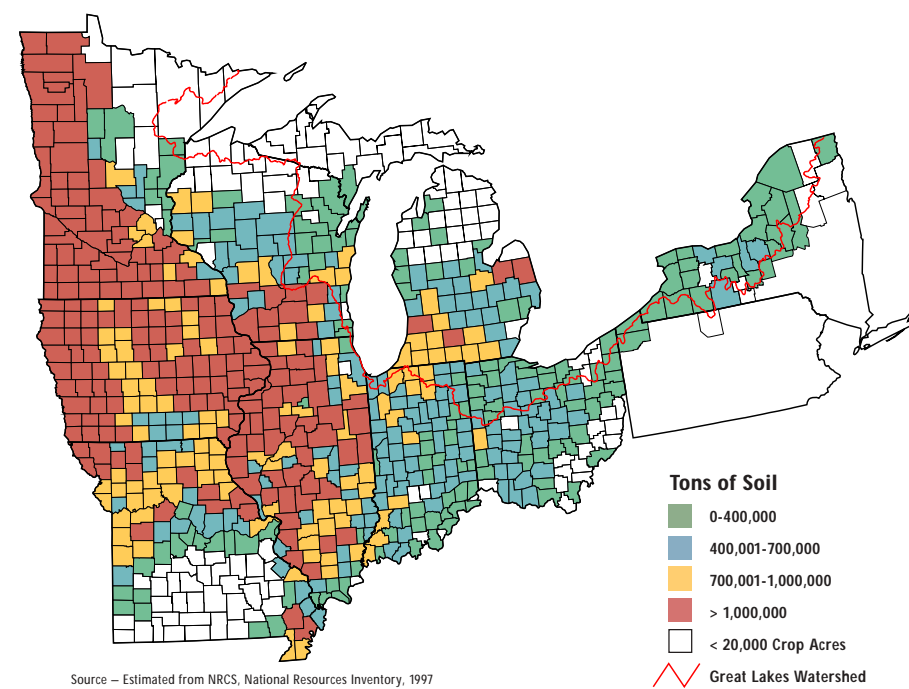 Tons of Soil
0-400,000
400,001-700,000
700,001-1,000,000
> 1,000,000
< 20,000 Crop Acres
Great Lakes Watershed
Source – Estimated from NRCS, National Resources Inventory, 1997